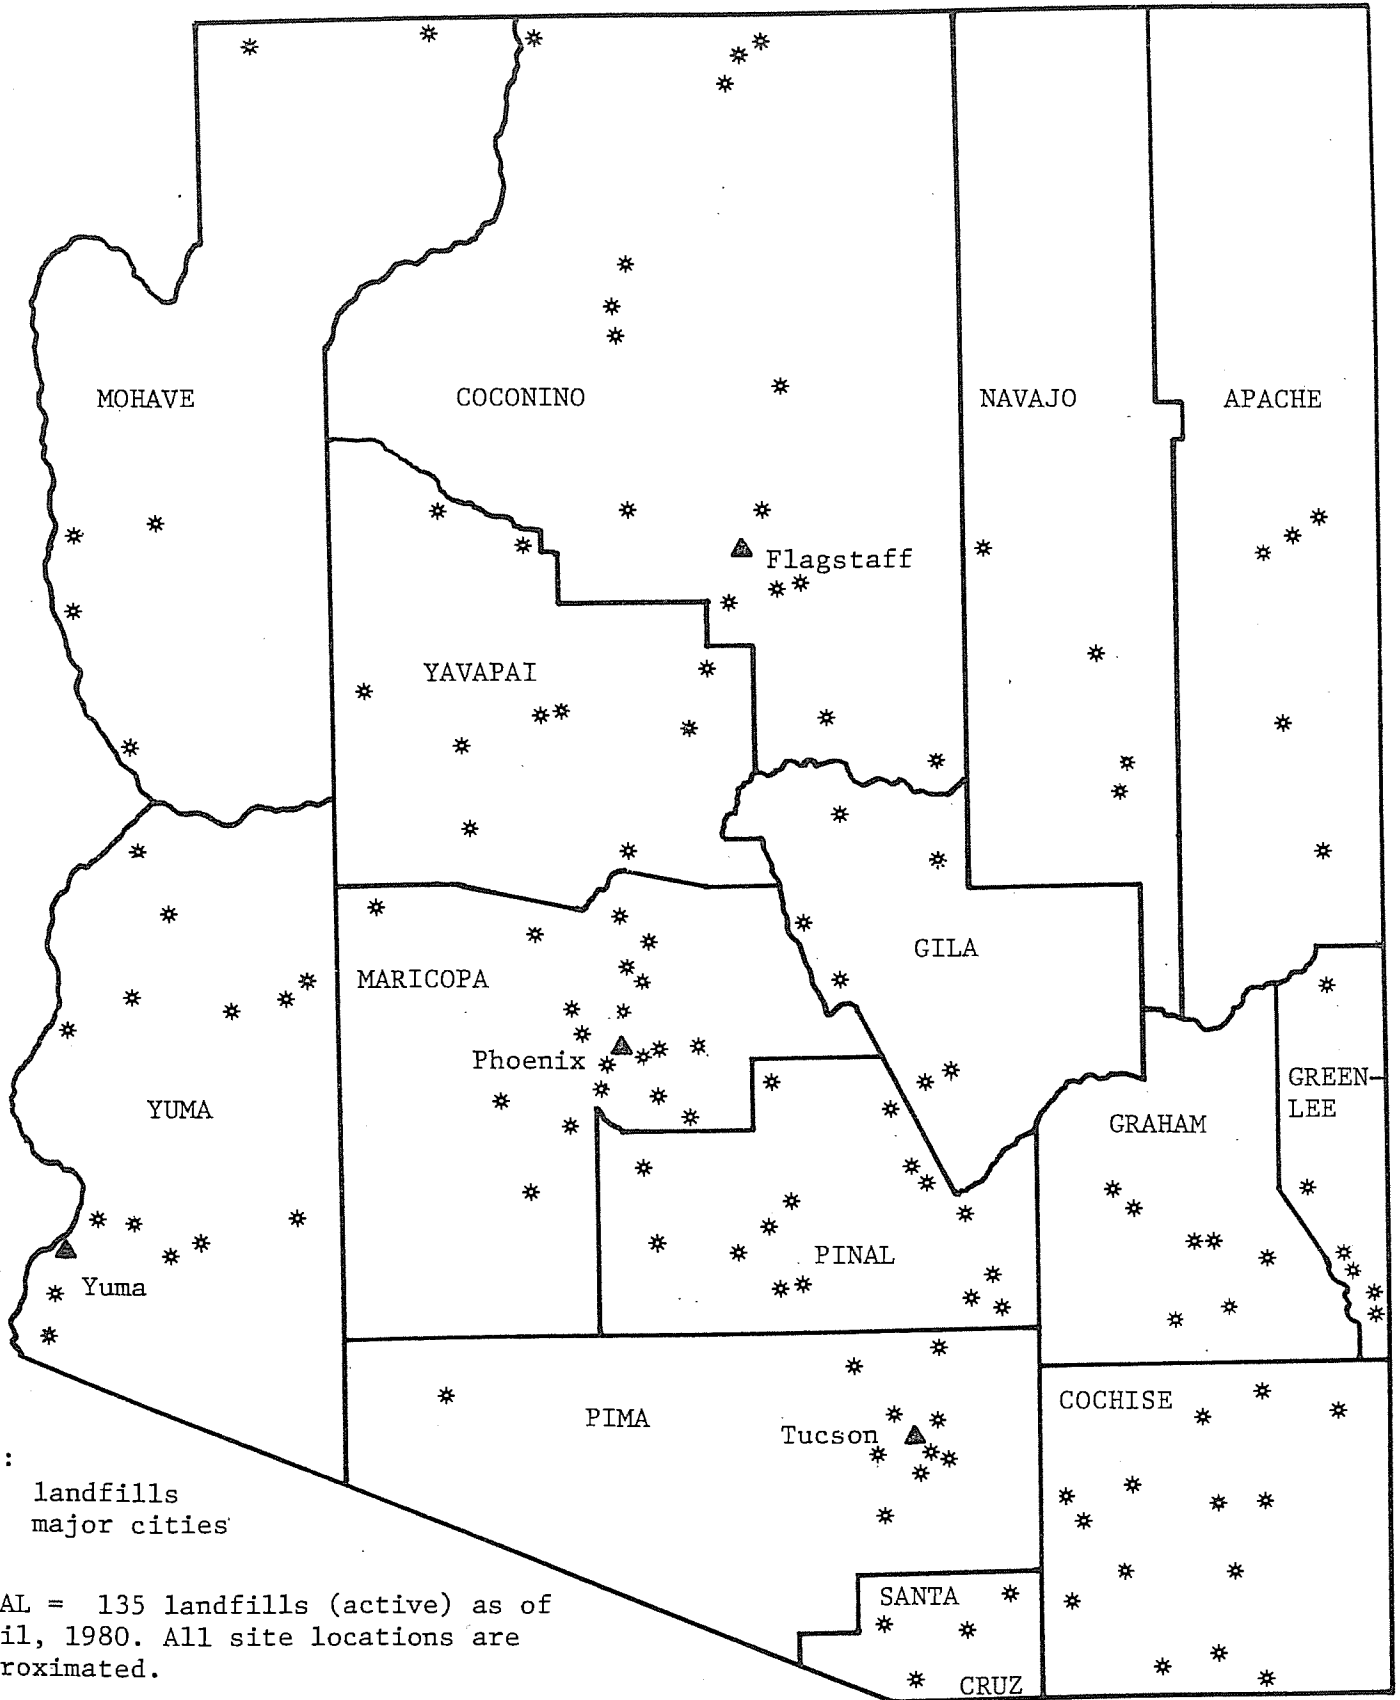 MOHAVE
COCONINO
NAVAJO
APACHE
Flagstaff
YAVAPAI
GILA
MARICOPA
Phoenix
GREEN-
LEE
YUMA
GRAHAM
PINAL
Yuma
COCHISE
PIMA
Tucson
:
landfills
major cities
AL = 135 landfills (active) as of
il, 1980. All site locations are
roximated.
SANTA
CRUZ